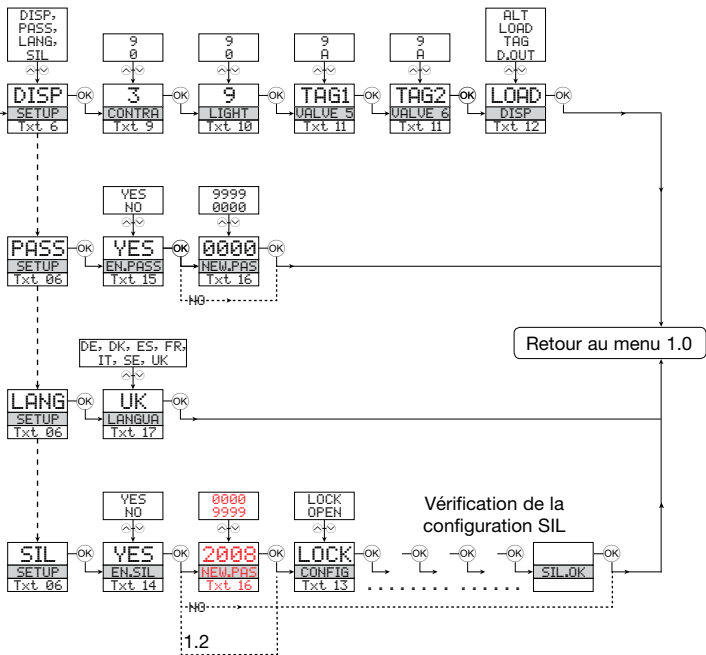 DISP,
PASS,
LANG,
SIL
9
0
9
0
9
A
9
A
ALT
LOAD
TAG
D.OUT
DISP
SETUP
Txt 6
OK
3
CONTRA
Txt 9
OK
9
LIGHT
Txt 10
OK
TAG1
VALVE 5
Txt 11
OK
TAG2
VALVE 6
Txt 11
OK
LOAD
DISP
Txt 12
OK
YES
NO
9999
0000
PASS
SETUP
Txt 06
OK
YES
EN.PASS
Txt 15
OK
0000
NEW.PAS
Txt 16
OK
NO
Retour au menu 1.0
DE, DK, ES, FR,
IT, SE, UK
LANG
SETUP
Txt 06
OK
UK
LANGUA
Txt 17
OK
YES
NO
0000
9999
LOCK
OPEN
Vérification de la
configuration SIL
SIL
SETUP
Txt 06
OK
YES
EN.SIL
Txt 14
OK
2008
NEW.PAS
Txt 16
OK
LOCK
CONFIG
Txt 13
OK
OK
OK
OK
SIL.OK
OK
NO
1.2